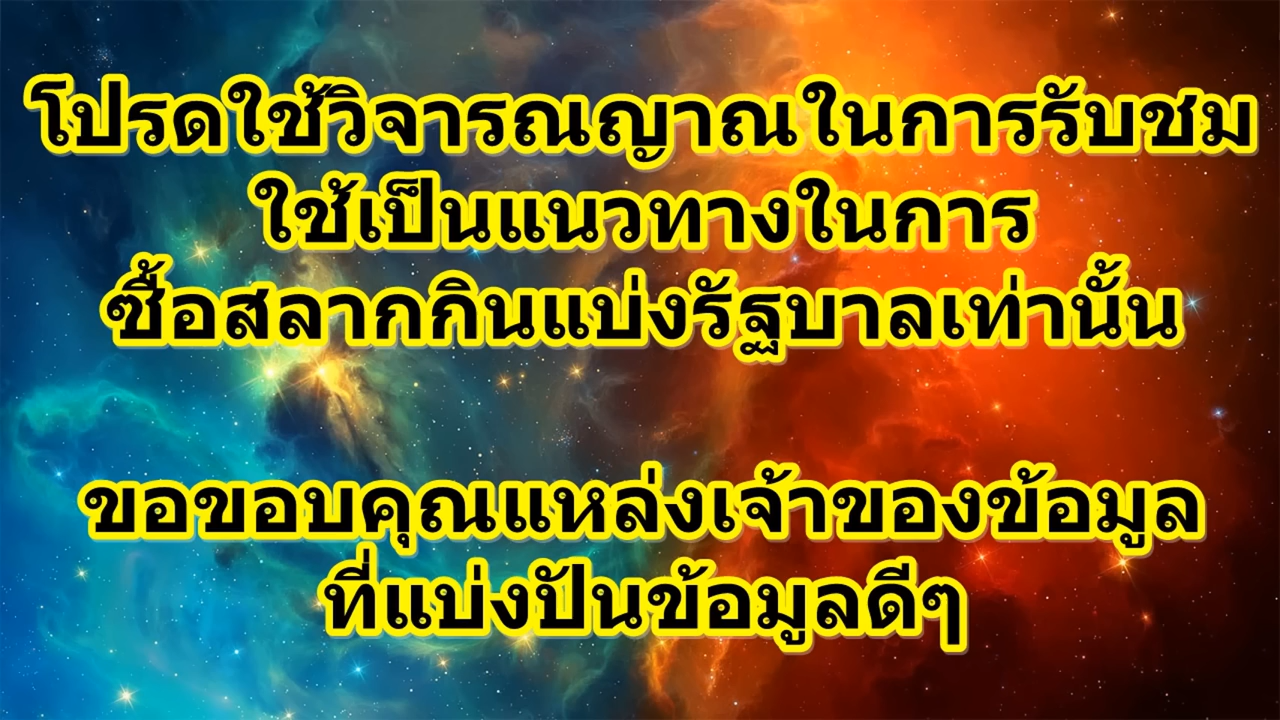 โปรดใช้วิจารณญาณในการรับชม
ใช้เป็นแนวทางในการ
ซื้อสลากกินแบ่งรัฐบาลเท่านั้น
ขอขอบคุณแหล่งเจ้าของข้อมูล
ที่แบ่งปันข้อมูลดีๆ